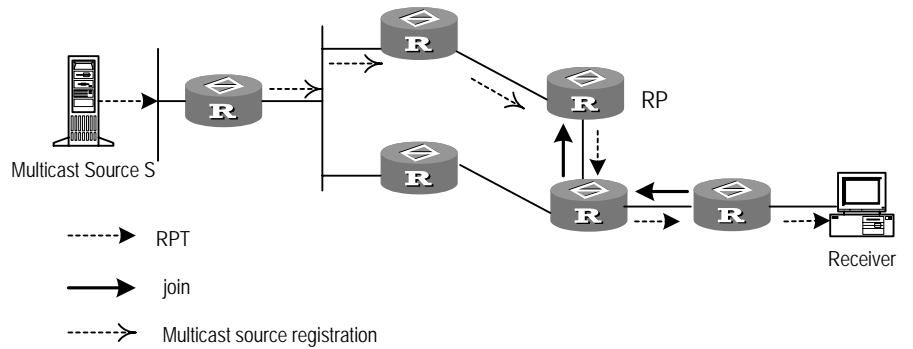 R
R
RP
R
Multicast Source S
R
R
R
Receiver
RPT
join
Multicast source registration